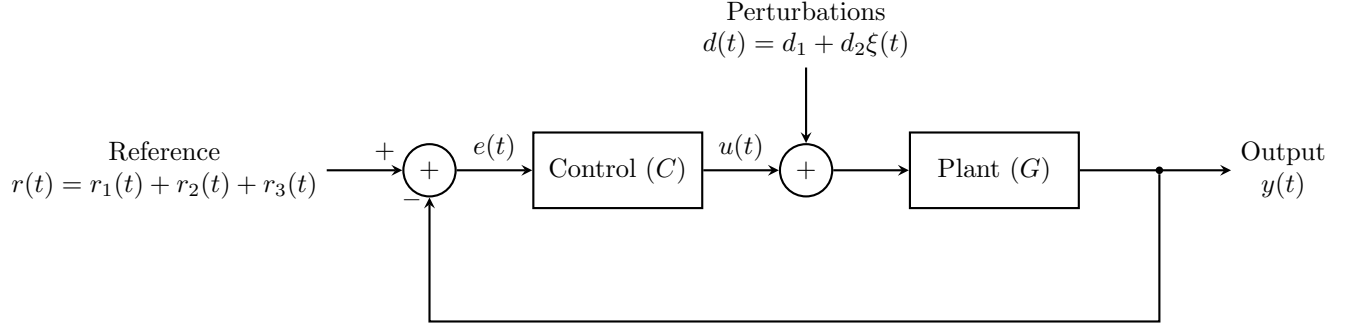 Perturbations
d(t) = d₁ + d₂ξ(t)
Reference
r(t) = r₁(t) + r₂(t) + r₃(t)
+
−
+
e(t)
Control (C)
u(t)
+
Plant (G)
Output
y(t)